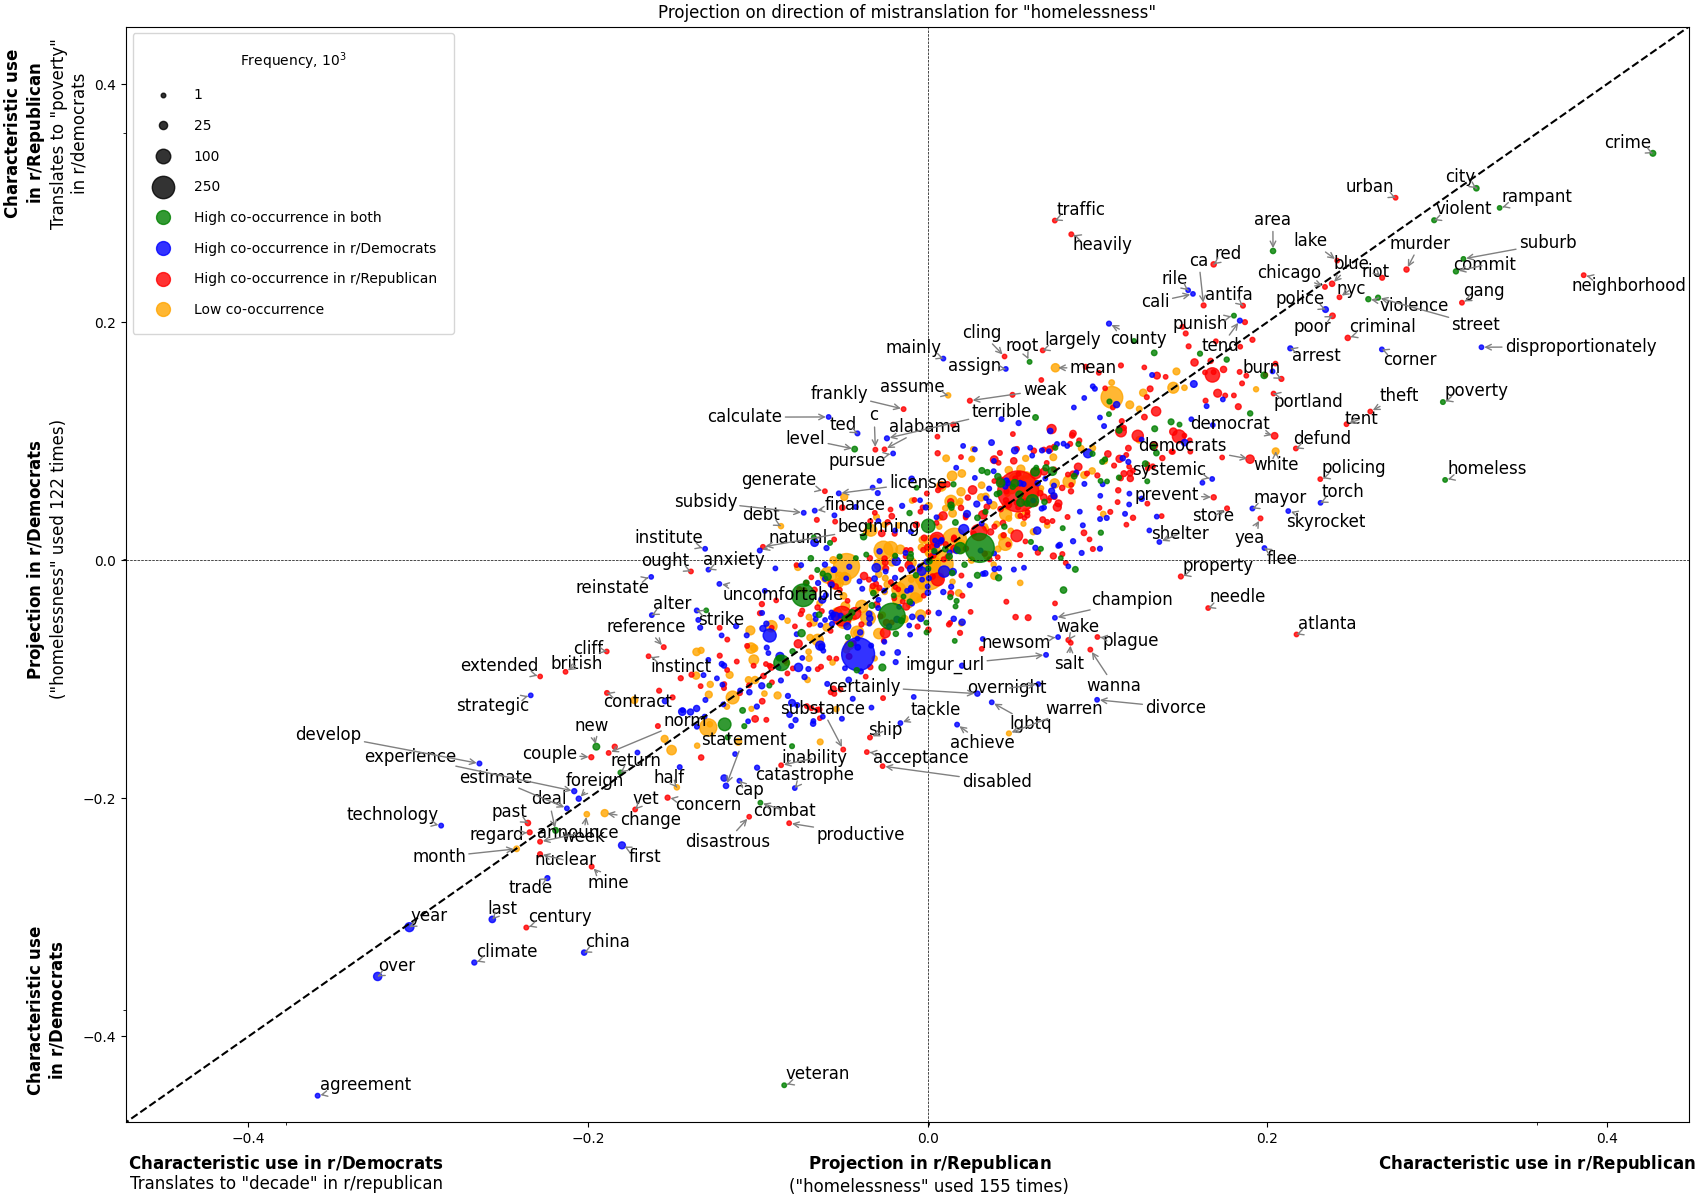 Projection on direction of mistranslation for "homelessness"
Characteristic use
in r/Republican
Translates to "poverty"
in r/democrats
Projection in r/Democrats
("homelessness" used 122 times)
Characteristic use
in r/Democrats
Frequency, 10³
1
25
100
250
High co-occurrence in both
High co-occurrence in r/Democrats
High co-occurrence in r/Republican
Low co-occurrence
0.4
0.2
0.0
−0.2
−0.4
crime
city
urban
rampant
violent
traffic
area
heavily
lake
murder
suburb
ca
red
blue
riot
commit
chicago
rile
neighborhood
nyc
gang
cali
antifa
police
violence
punish
poor
criminal
street
cling
root
largely
county
mainly
tend
disproportionately
assign
mean
burn
arrest
corner
frankly
assume
weak
portland
theft
poverty
calculate
ted
c
alabama
terrible
democrat
tent
level
democrats
defund
pursue
white
homeless
generate
license
systemic
policing
subsidy
finance
prevent
mayor
torch
debt
beginning
store
skyrocket
institute
naturn
shelter
yea
ought
anxiety
flee
reinstate
property
uncomfortable
alter
champion
needle
reference
strike
wake
atlanta
cliff
newsom
plague
extended
british
instinct
imgur_url
salt
strategic
contract
certainly
overnight
wanna
new
norm
substance
tackle
warren
divorce
develop
statement
ship
lgbtq
experience
couple
return
inability
achieve
estimate
foreign
half
catastrophe
acceptance
disabled
technology
past
deal
yet
concern
cap
combat
regard
announce
week
change
disastrous
productive
month
nuclear
first
trade
mine
year
last
century
climate
china
over
agreement
veteran
−0.4
−0.2
0.0
0.2
0.4
Characteristic use in r/Democrats
Translates to "decade" in r/republican
Projection in r/Republican
("homelessness" used 155 times)
Characteristic use in r/Republican